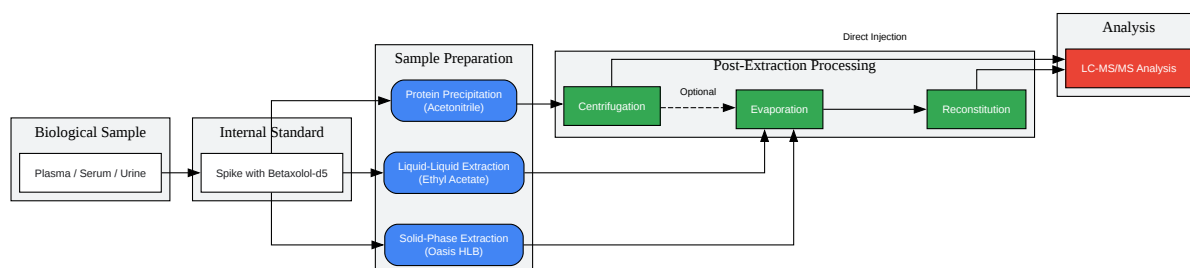 Biological Sample
Plasma / Serum / Urine
Internal Standard
Spike with Betaxolol-d5
Sample Preparation
Protein Precipitation
(Acetonitrile)
Liquid-Liquid Extraction
(Ethyl Acetate)
Solid-Phase Extraction
(Oasis HLB)
Post-Extraction Processing
Centrifugation
Optional
Evaporation
Reconstitution
Direct Injection
Analysis
LC-MS/MS Analysis